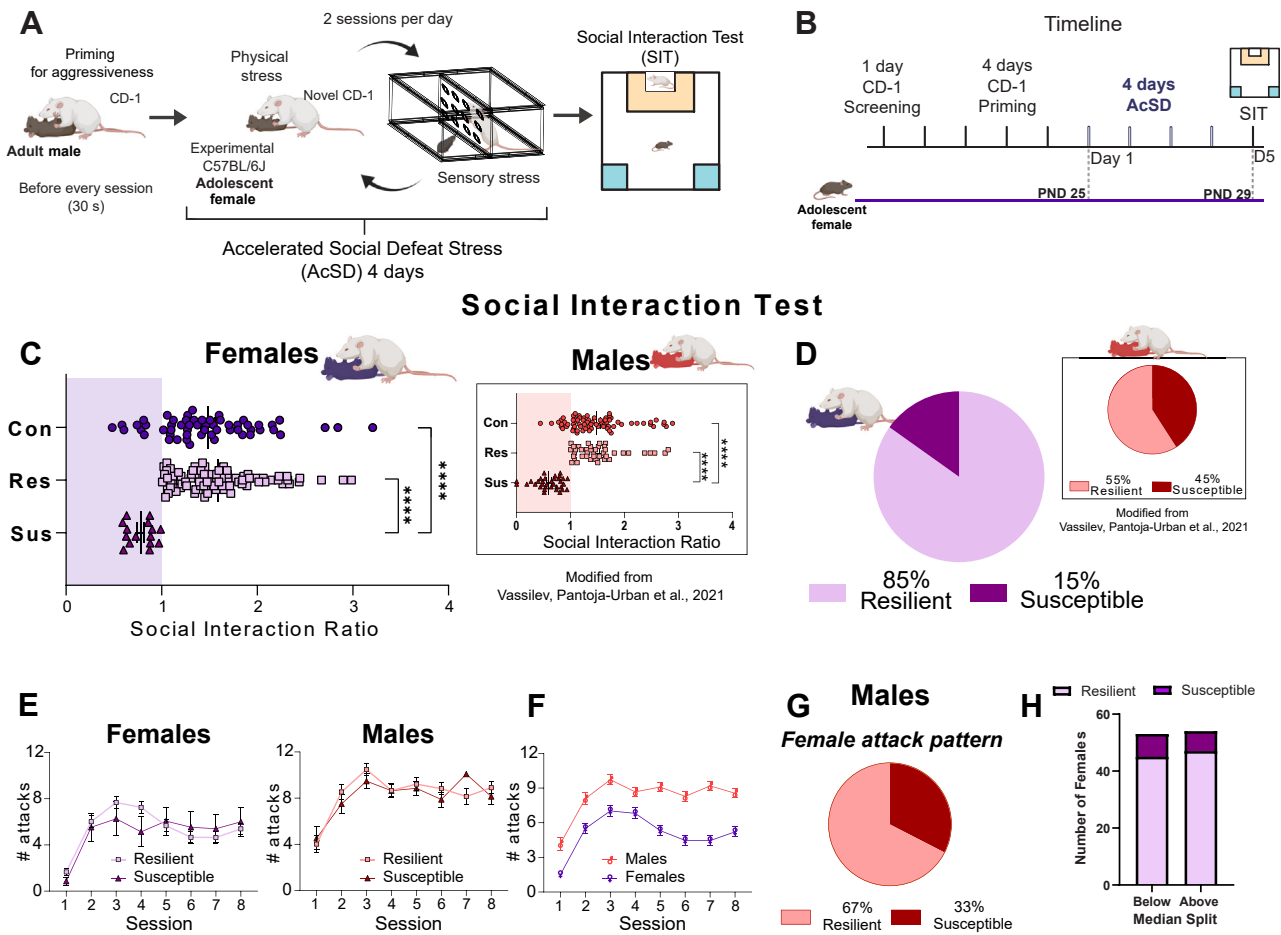 A
Priming
for aggressiveness
CD-1
Adult male
Before every session
(30 s)
2 sessions per day
Physical
stress
Novel CD-1
Experimental
C57BL/6J
Adolescent
female
Sensory stress
Accelerated Social Defeat Stress
(AcSD) 4 days
Social Interaction Test
(SIT)
B
Timeline
1 day
CD-1
Screening
4 days
CD-1
Priming
4 days
AcSD
SIT
Day 1
D5
PND 25
PND 29
Adolescent
female
Social Interaction Test
C
Females
Con
Res
Sus
****
****
0 1 2 3 4
Social Interaction Ratio
Males
Con
Res
Sus
****
****
0 1 2 3 4
Social Interaction Ratio
Modified from
Vassilev, Pantoja-Urban et al., 2021
D
85%
Resilient
15%
Susceptible
55%
Resilient
45%
Susceptible
Modified from
Vassilev, Pantoja-Urban et al., 2021
E
Females
# attacks
12
8
4
0
Resilient
Susceptible
1 2 3 4 5 6 7 8
Session
Males
# attacks
12
8
4
0
Resilient
Susceptible
1 2 3 4 5 6 7 8
Session
F
# attacks
12
9
6
3
0
Males
Females
1 2 3 4 5 6 7 8
Session
G
Males
Female attack pattern
67%
Resilient
33%
Susceptible
H
Resilient
Susceptible
Number of Females
60
40
20
0
Below
Above
Median Split